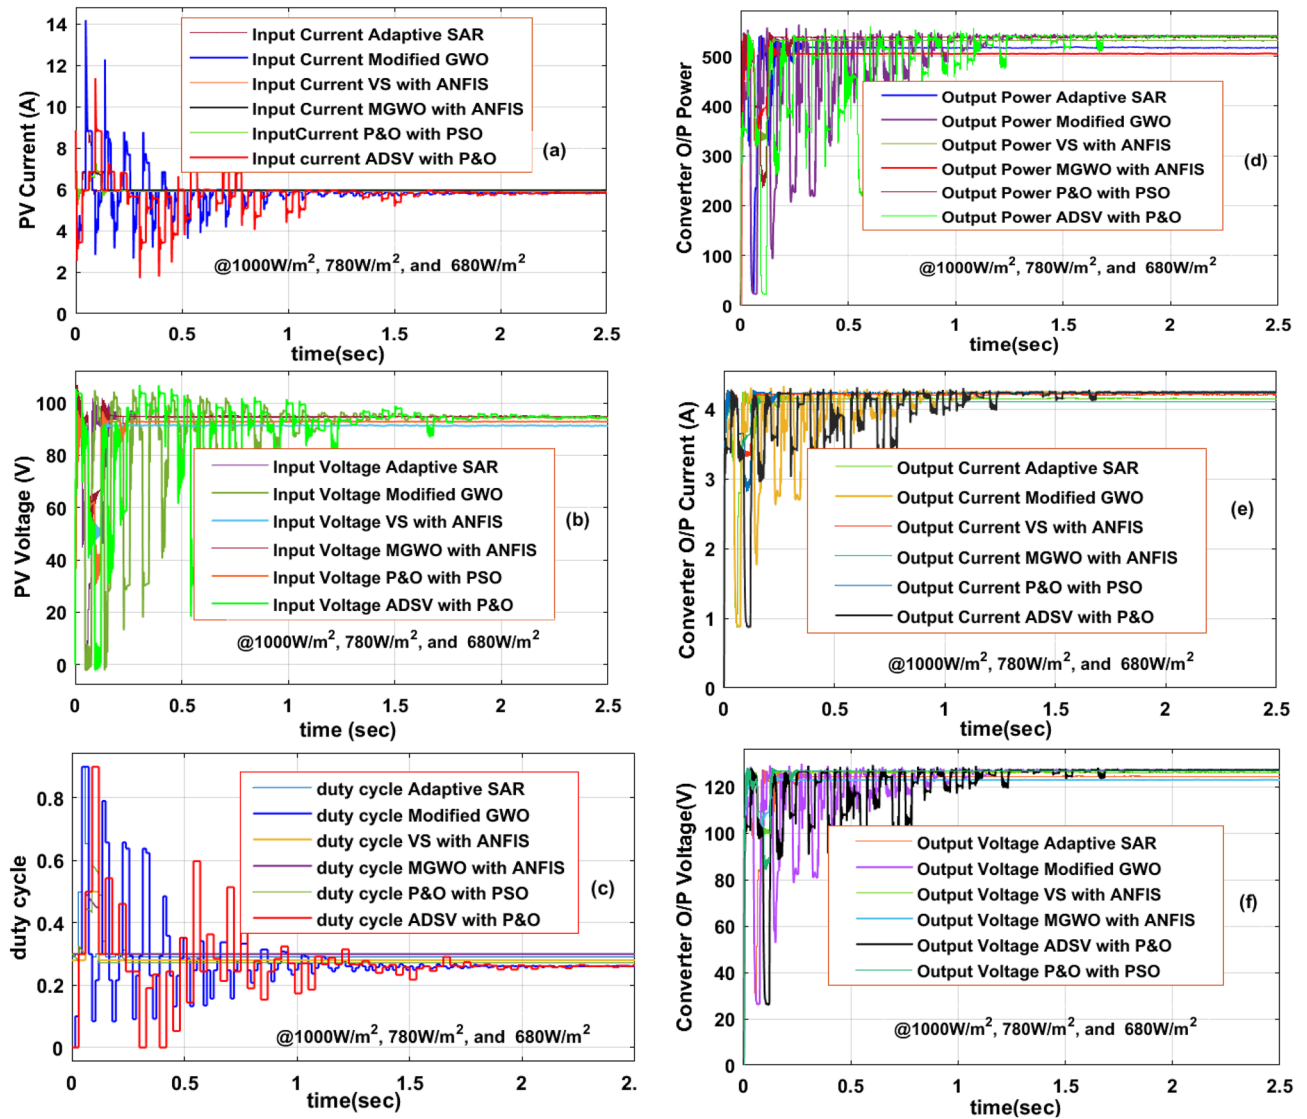 14
12
10
8
6
4
2
0
PV Current (A)
Input Current Adaptive SAR
Input Current Modified GWO
Input Current VS with ANFIS
Input Current MGWO with ANFIS
InputCurrent P&O with PSO
Input current ADSV with P&O
(a)
@1000W/m², 780W/m², and 680W/m²
0 0.5 1 1.5 2 2.5
time(sec)
100
80
60
40
20
0
PV Voltage (V)
Input Voltage Adaptive SAR
Input Voltage Modified GWO
Input Voltage VS with ANFIS
Input Voltage MGWO with ANFIS
Input Voltage P&O with PSO
Input Voltage ADSV with P&O
(b)
@1000W/m², 780W/m², and 680W/m²
0 0.5 1 1.5 2 2.5
time (sec)
0.8
0.6
0.4
0.2
0
duty cycle
duty cycle Adaptive SAR
duty cycle Modified GWO
duty cycle VS with ANFIS
duty cycle MGWO with ANFIS
duty cycle P&O with PSO
duty cycle ADSV with P&O
(c)
@1000W/m², 780W/m², and 680W/m²
0 0.5 1 1.5 2 2.
time(sec)
500
400
300
200
100
0
Converter O/P Power
Output Power Adaptive SAR
Output Power Modified GWO
Output Power VS with ANFIS
Output Power MGWO with ANFIS
Output Power P&O with PSO
Output Power ADSV with P&O
(d)
@1000W/m², 780W/m², and 680W/m²
0 0.5 1 1.5 2 2.5
time(sec)
4
3
2
1
0
Converter O/P Current (A)
Output Current Adaptive SAR
Output Current Modified GWO
Output Current VS with ANFIS
Output Current MGWO with ANFIS
Output Current P&O with PSO
Output Current ADSV with P&O
(e)
@1000W/m², 780W/m², and 680W/m²
0 0.5 1 1.5 2 2.5
time(sec)
120
100
80
60
40
20
0
Converter O/P Voltage(V)
Output Voltage Adaptive SAR
Output Voltage Modified GWO
Output Voltage VS with ANFIS
Output Voltage MGWO with ANFIS
Output Voltage ADSV with P&O
Output Voltage P&O with PSO
(f)
@1000W/m², 780W/m², and 680W/m²
0 0.5 1 1.5 2 2.5
time(sec)